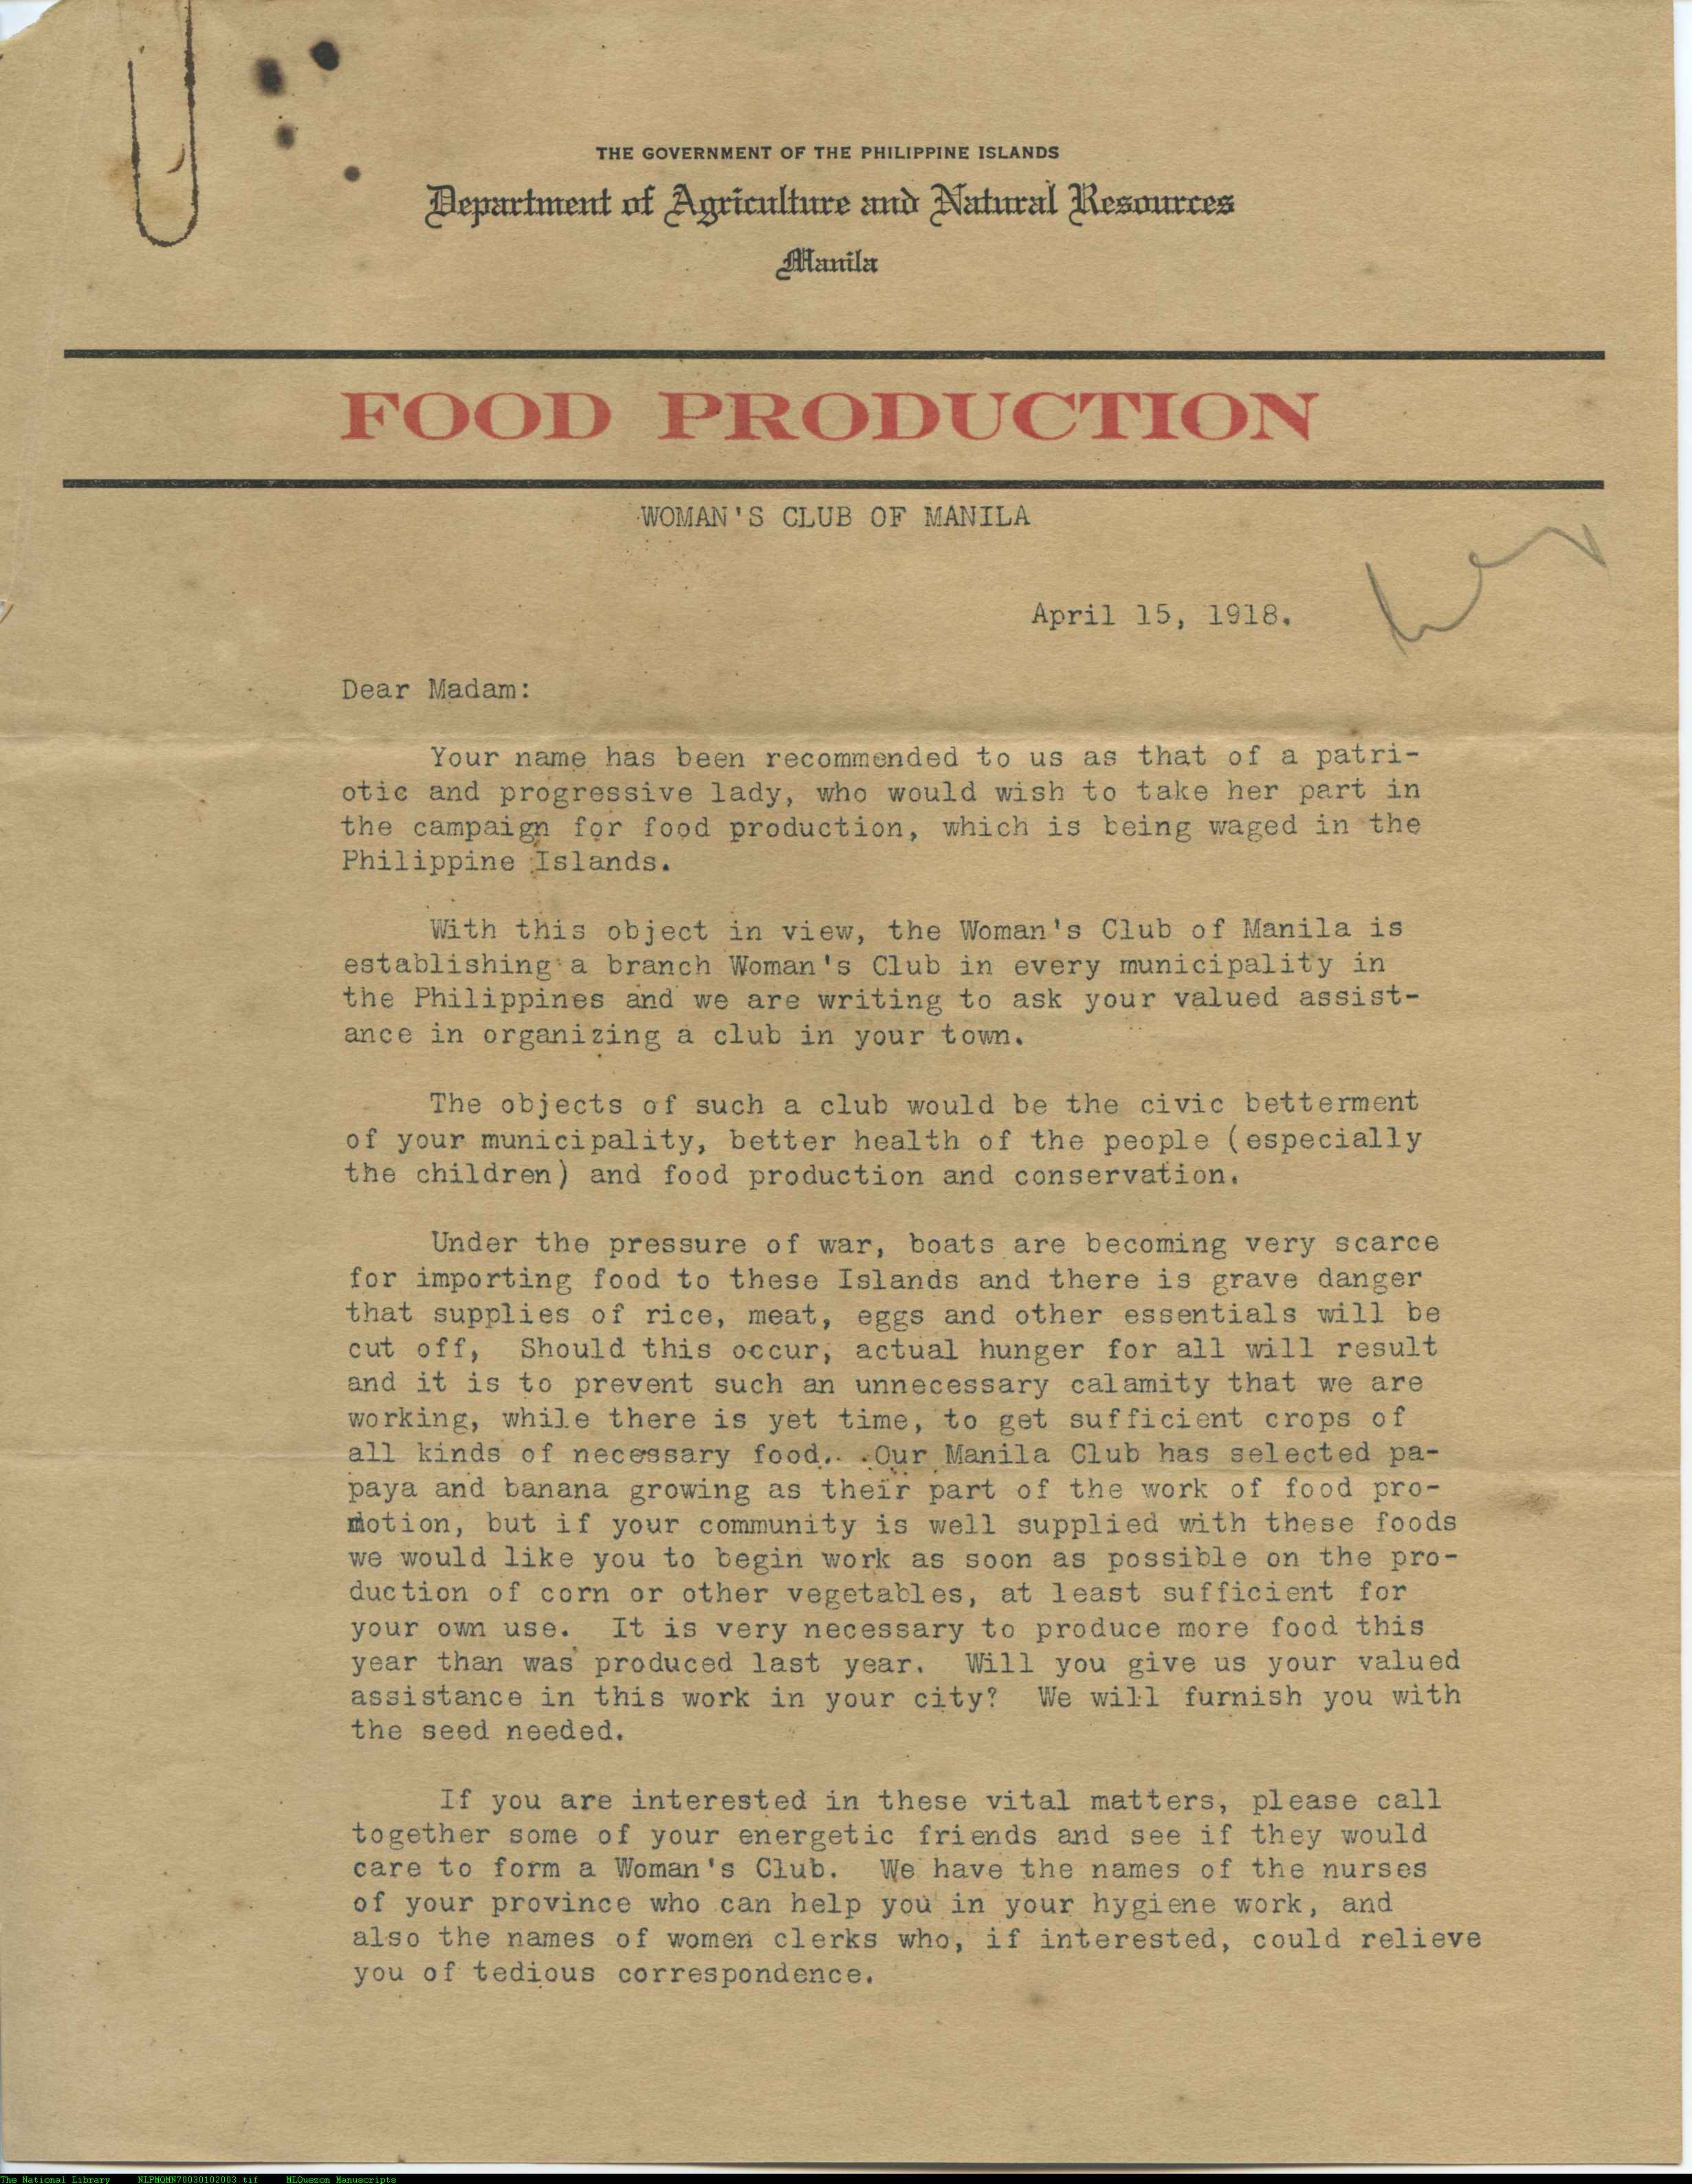 THE GOVERNMENT OF THE PHILIPPINE ISLANDS
Department of Agriculture and Natural Resources
Manila
FOOD PRODUCTION
WOMAN'S CLUB OF MANILA
April 15, 1918.
Dear Madam:
Your name has been recommended to us as that of a patri-
otic and progressive lady, who would wish to take her part in
the campaign for food production, which is being waged in the
Philippine Islands.
With this object in view, the Woman's Club of Manila is
establishing a branch Woman's Club in every municipality in
the Philippines and we are writing to ask your valued assist-
ance in organizing a club in your town.
The objects of such a club would be the civic betterment
of your municipality, better health of the people (especially
the children) and food production and conservation.
Under the pressure of war, boats are becoming very scarce
for importing food to these Islands and there is grave danger
that supplies of rice, meat, eggs and other essentials will be
cut off, Should this occur, actual hunger for all will result
and it is to prevent such an unnecessary calamity that we are
working, while there is yet time, to get sufficient crops of
all kinds of necessary food. Our Manila Club has selected pa-
paya and banana growing as their part of the work of food pro-
motion, but if your community is well supplied with these foods
we would like you to begin work as soon as possible on the pro-
duction of corn or other vegetables, at least sufficient for
your own use. It is very necessary to produce more food this
year than was produced last year. Will you give us your valued
assistance in this work in your city? We will furnish you with
the seed needed.
If you are interested in these vital matters, please call
together some of your energetic friends and see if they would
care to form a Woman's Club. We have the names of the nurses
of your province who can help you in your hygiene work, and
also the names of women clerks who, if interested, could relieve
you of tedious correspondence.
The National Library NLPMQMN70030102003.tif MLQuezon Manuscripts